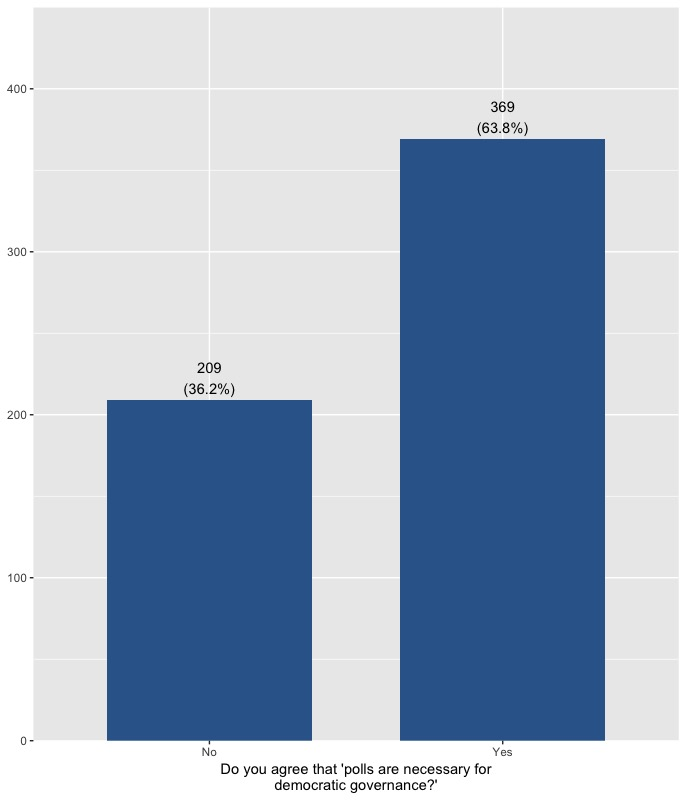 400
300
200
100
0
209
(36.2%)
369
(63.8%)
No
Yes
Do you agree that 'polls are necessary for
democratic governance?'